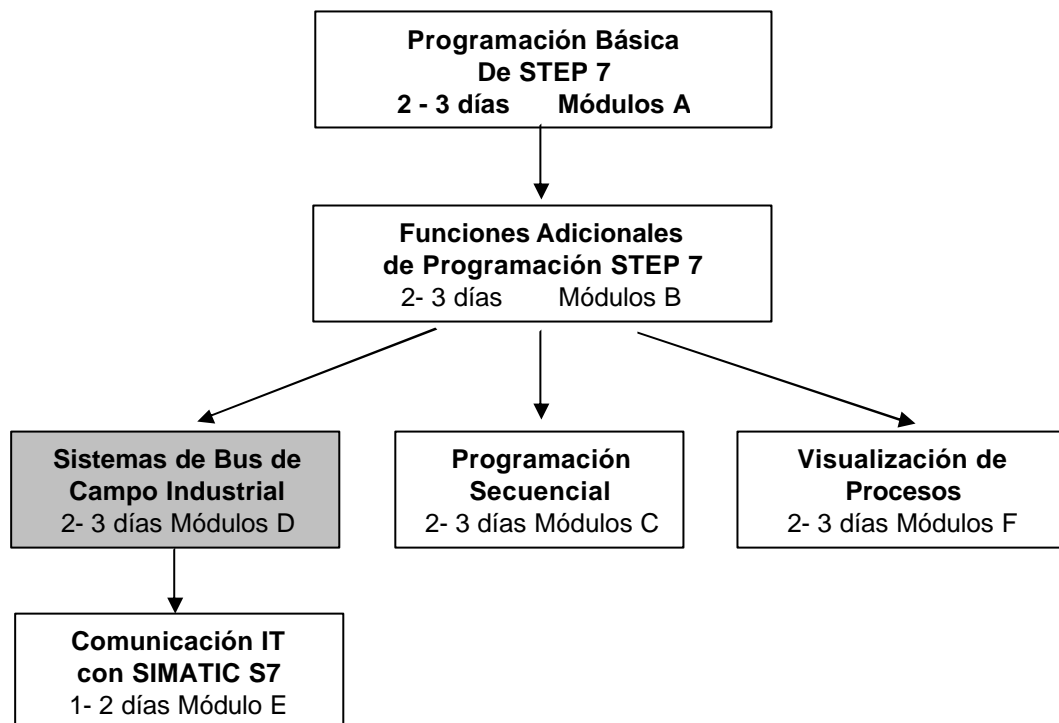 Programación Básica
De STEP 7
2 - 3 días Módulos A
Funciones Adicionales
de Programación STEP 7
2- 3 días Módulos B
Sistemas de Bus de
Campo Industrial
2- 3 días Módulos D
Programación
Secuencial
2- 3 días Módulos C
Visualización de
Procesos
2- 3 días Módulos F
Comunicación IT
con SIMATIC S7
1- 2 días Módulo E